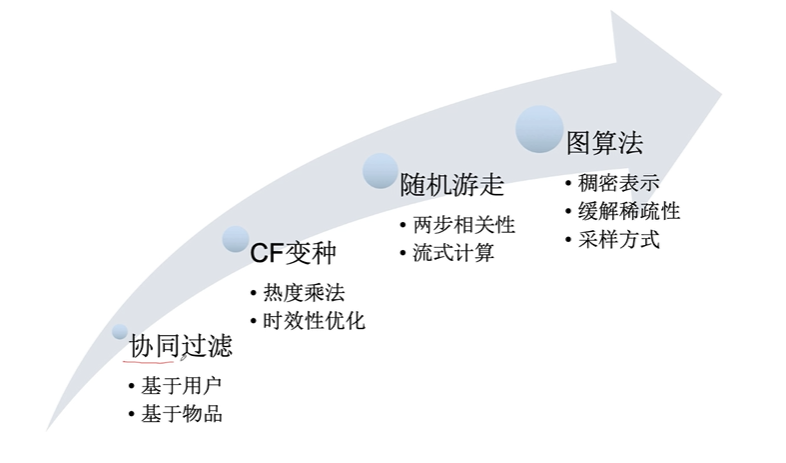 图算法
• 稠密表示
• 缓解稀疏性
• 采样方式
随机游走
• 两步相关性
• 流式计算
CF变种
• 热度乘法
• 时效性优化
协同过滤
• 基于用户
• 基于物品